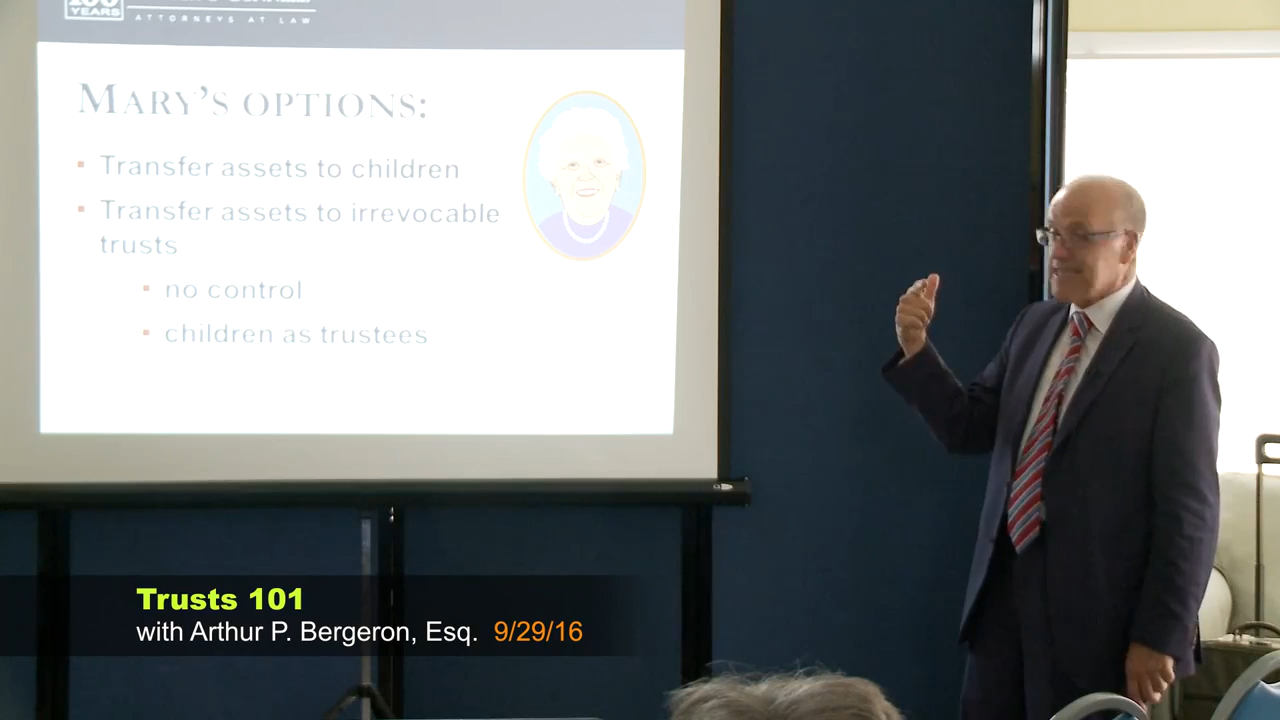 100
YEARS
ATTORNEYS AT LAW
MARY'S OPTIONS:
Transfer assets to children
Transfer assets to irrevocable
trusts
no control
children as trustees
Trusts 101
with Arthur P. Bergeron, Esq. 9/29/16